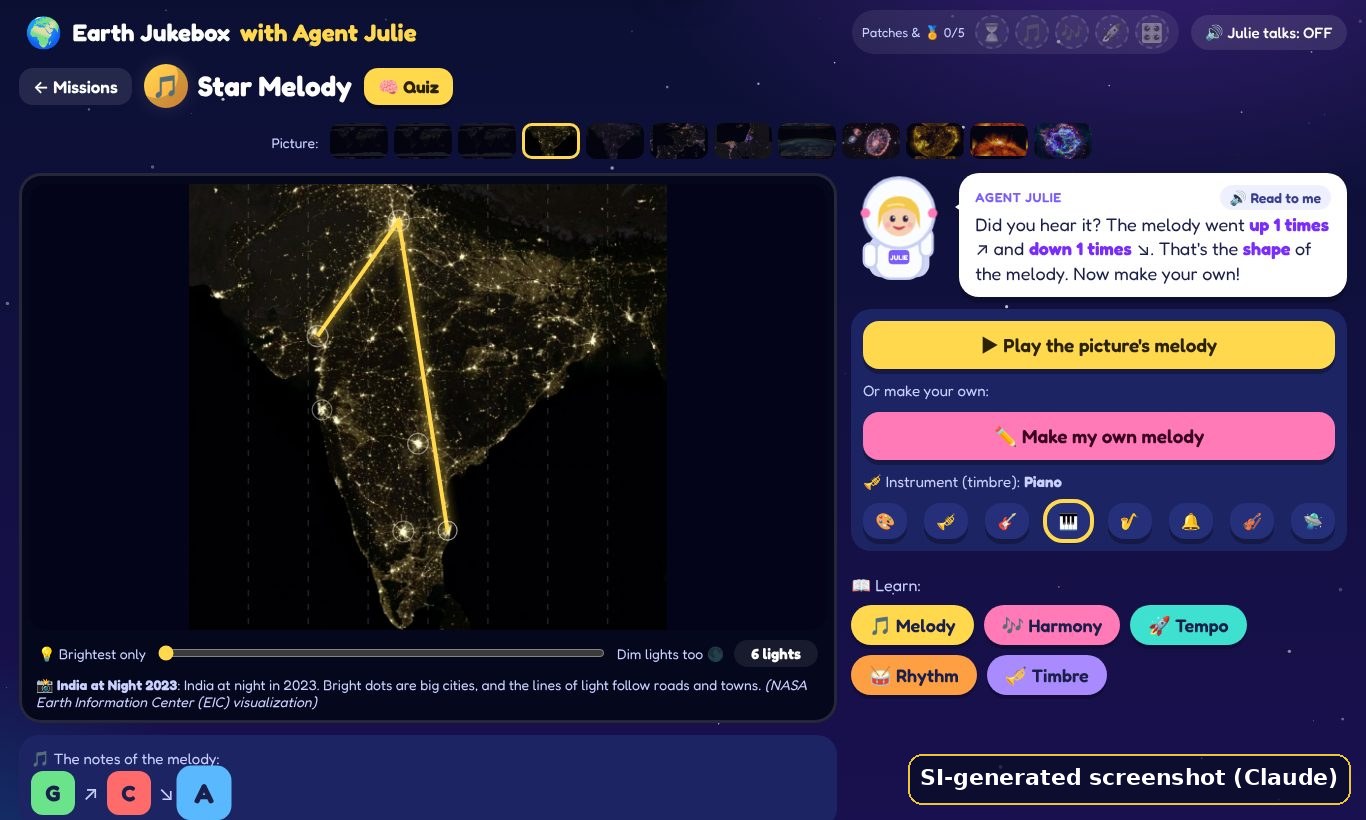 Earth Jukebox with Agent Julie
Patches & 🏅 0/5
🔊 Julie talks: OFF
← Missions
Star Melody
🧠 Quiz
Picture:
AGENT JULIE
🔊 Read to me
Did you hear it? The melody went up 1 times
↗ and down 1 times ↘. That's the shape of
the melody. Now make your own!
JULIE
▶ Play the picture's melody
Or make your own:
✏️ Make my own melody
🎺 Instrument (timbre): Piano
📖 Learn:
🎵 Melody
🎶 Harmony
🚀 Tempo
🥁 Rhythm
🎺 Timbre
💡 Brightest only
Dim lights too 🌑
6 lights
📸 India at Night 2023: India at night in 2023. Bright dots are big cities, and the lines of light follow roads and towns. (NASA
Earth Information Center (EIC) visualization)
🎵 The notes of the melody:
G ↗ C ↘ A
SI-generated screenshot (Claude)